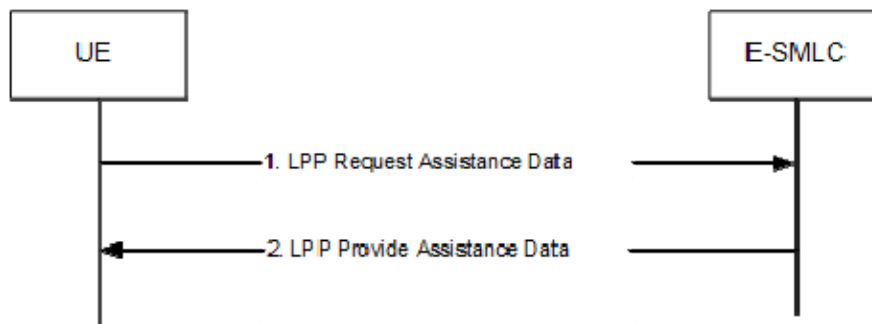 UE
E-SMLC
1. LPP Request Assistance Data
2. LPP Provide Assistance Data